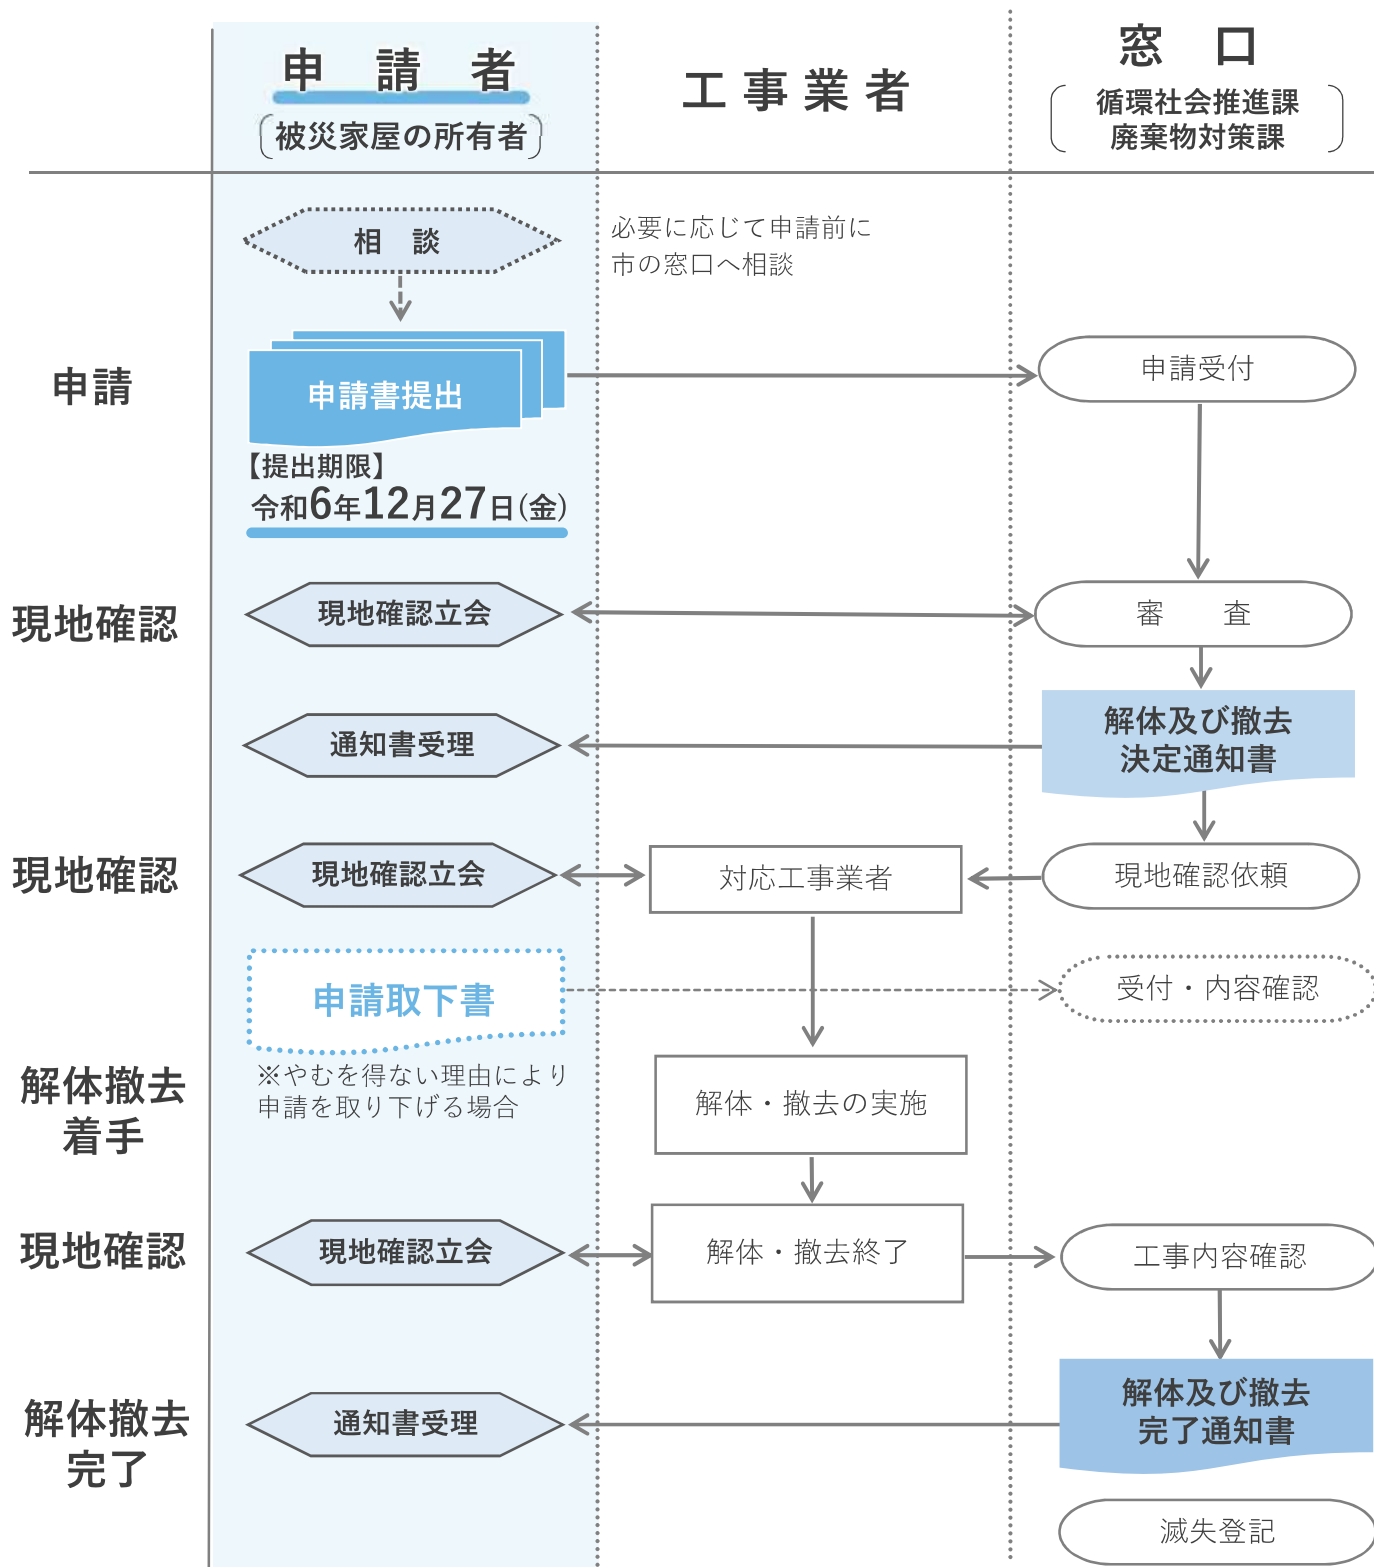 申　請　者
〔被災家屋の所有者〕
工事業者
窓　口
循環社会推進課
廃棄物対策課
相　談
必要に応じて申請前に
市の窓口へ相談
申請
申請書提出
申請受付
【提出期限】
令和6年12月27日(金)
現地確認
現地確認立会
審　査
通知書受理
解体及び撤去
決定通知書
現地確認
現地確認立会
対応工事業者
現地確認依頼
申請取下書
受付・内容確認
※やむを得ない理由により
申請を取り下げる場合
解体撤去
着手
解体・撤去の実施
現地確認
現地確認立会
解体・撤去終了
工事内容確認
解体撤去
完了
通知書受理
解体及び撤去
完了通知書
滅失登記